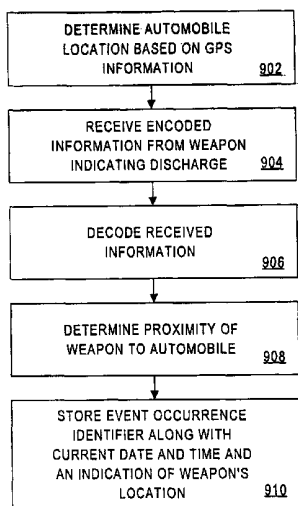 DETERMINE AUTOMOBILE
LOCATION BASED ON GPS
INFORMATION
902
RECEIVE ENCODED
INFORMATION FROM WEAPON
INDICATING DISCHARGE
904
DECODE RECEIVED
INFORMATION
906
DETERMINE PROXIMITY OF
WEAPON TO AUTOMOBILE
908
STORE EVENT OCCURRENCE
IDENTIFIER ALONG WITH
CURRENT DATE AND TIME AND
AN INDICATION OF WEAPON'S
LOCATION
910